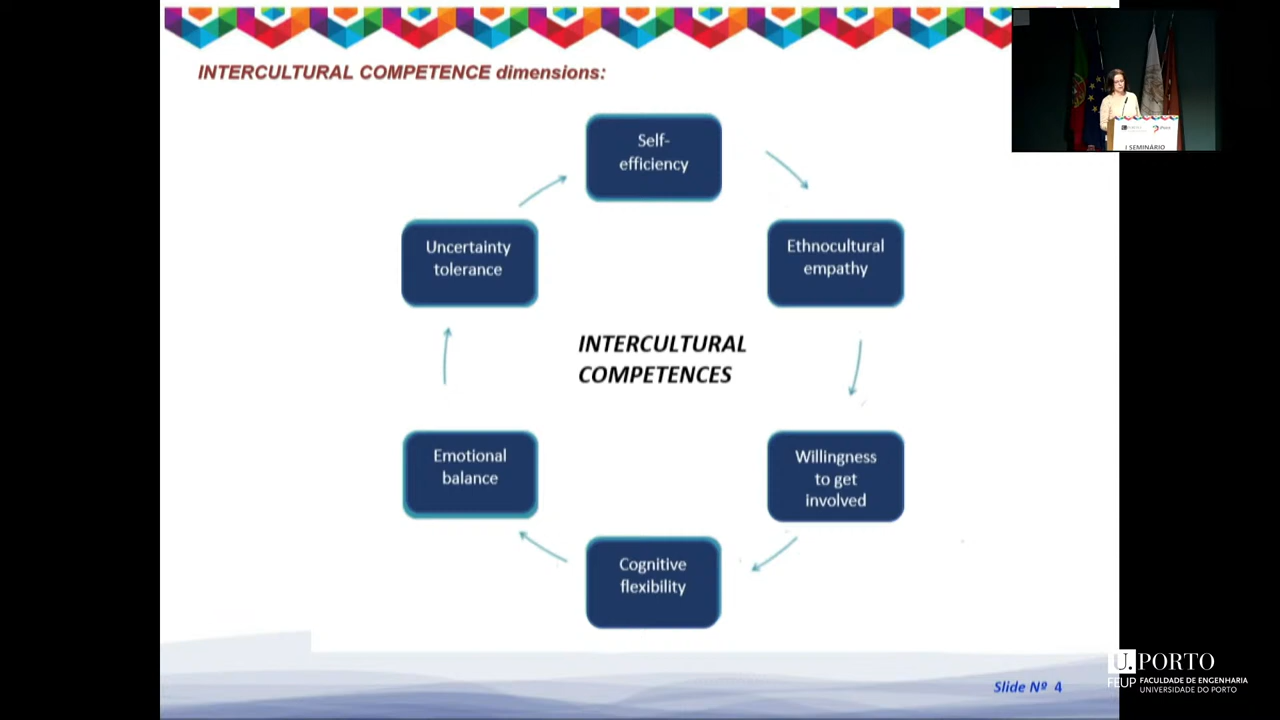 INTERCULTURAL COMPETENCE dimensions:
Self-
efficiency
Ethnocultural
empathy
Willingness
to get
involved
Cognitive
flexibility
Emotional
balance
Uncertainty
tolerance
INTERCULTURAL
COMPETENCES
Slide Nº 4
I SEMINÁRIO
U.PORTO
FEUP FACULDADE DE ENGENHARIA
UNIVERSIDADE DO PORTO